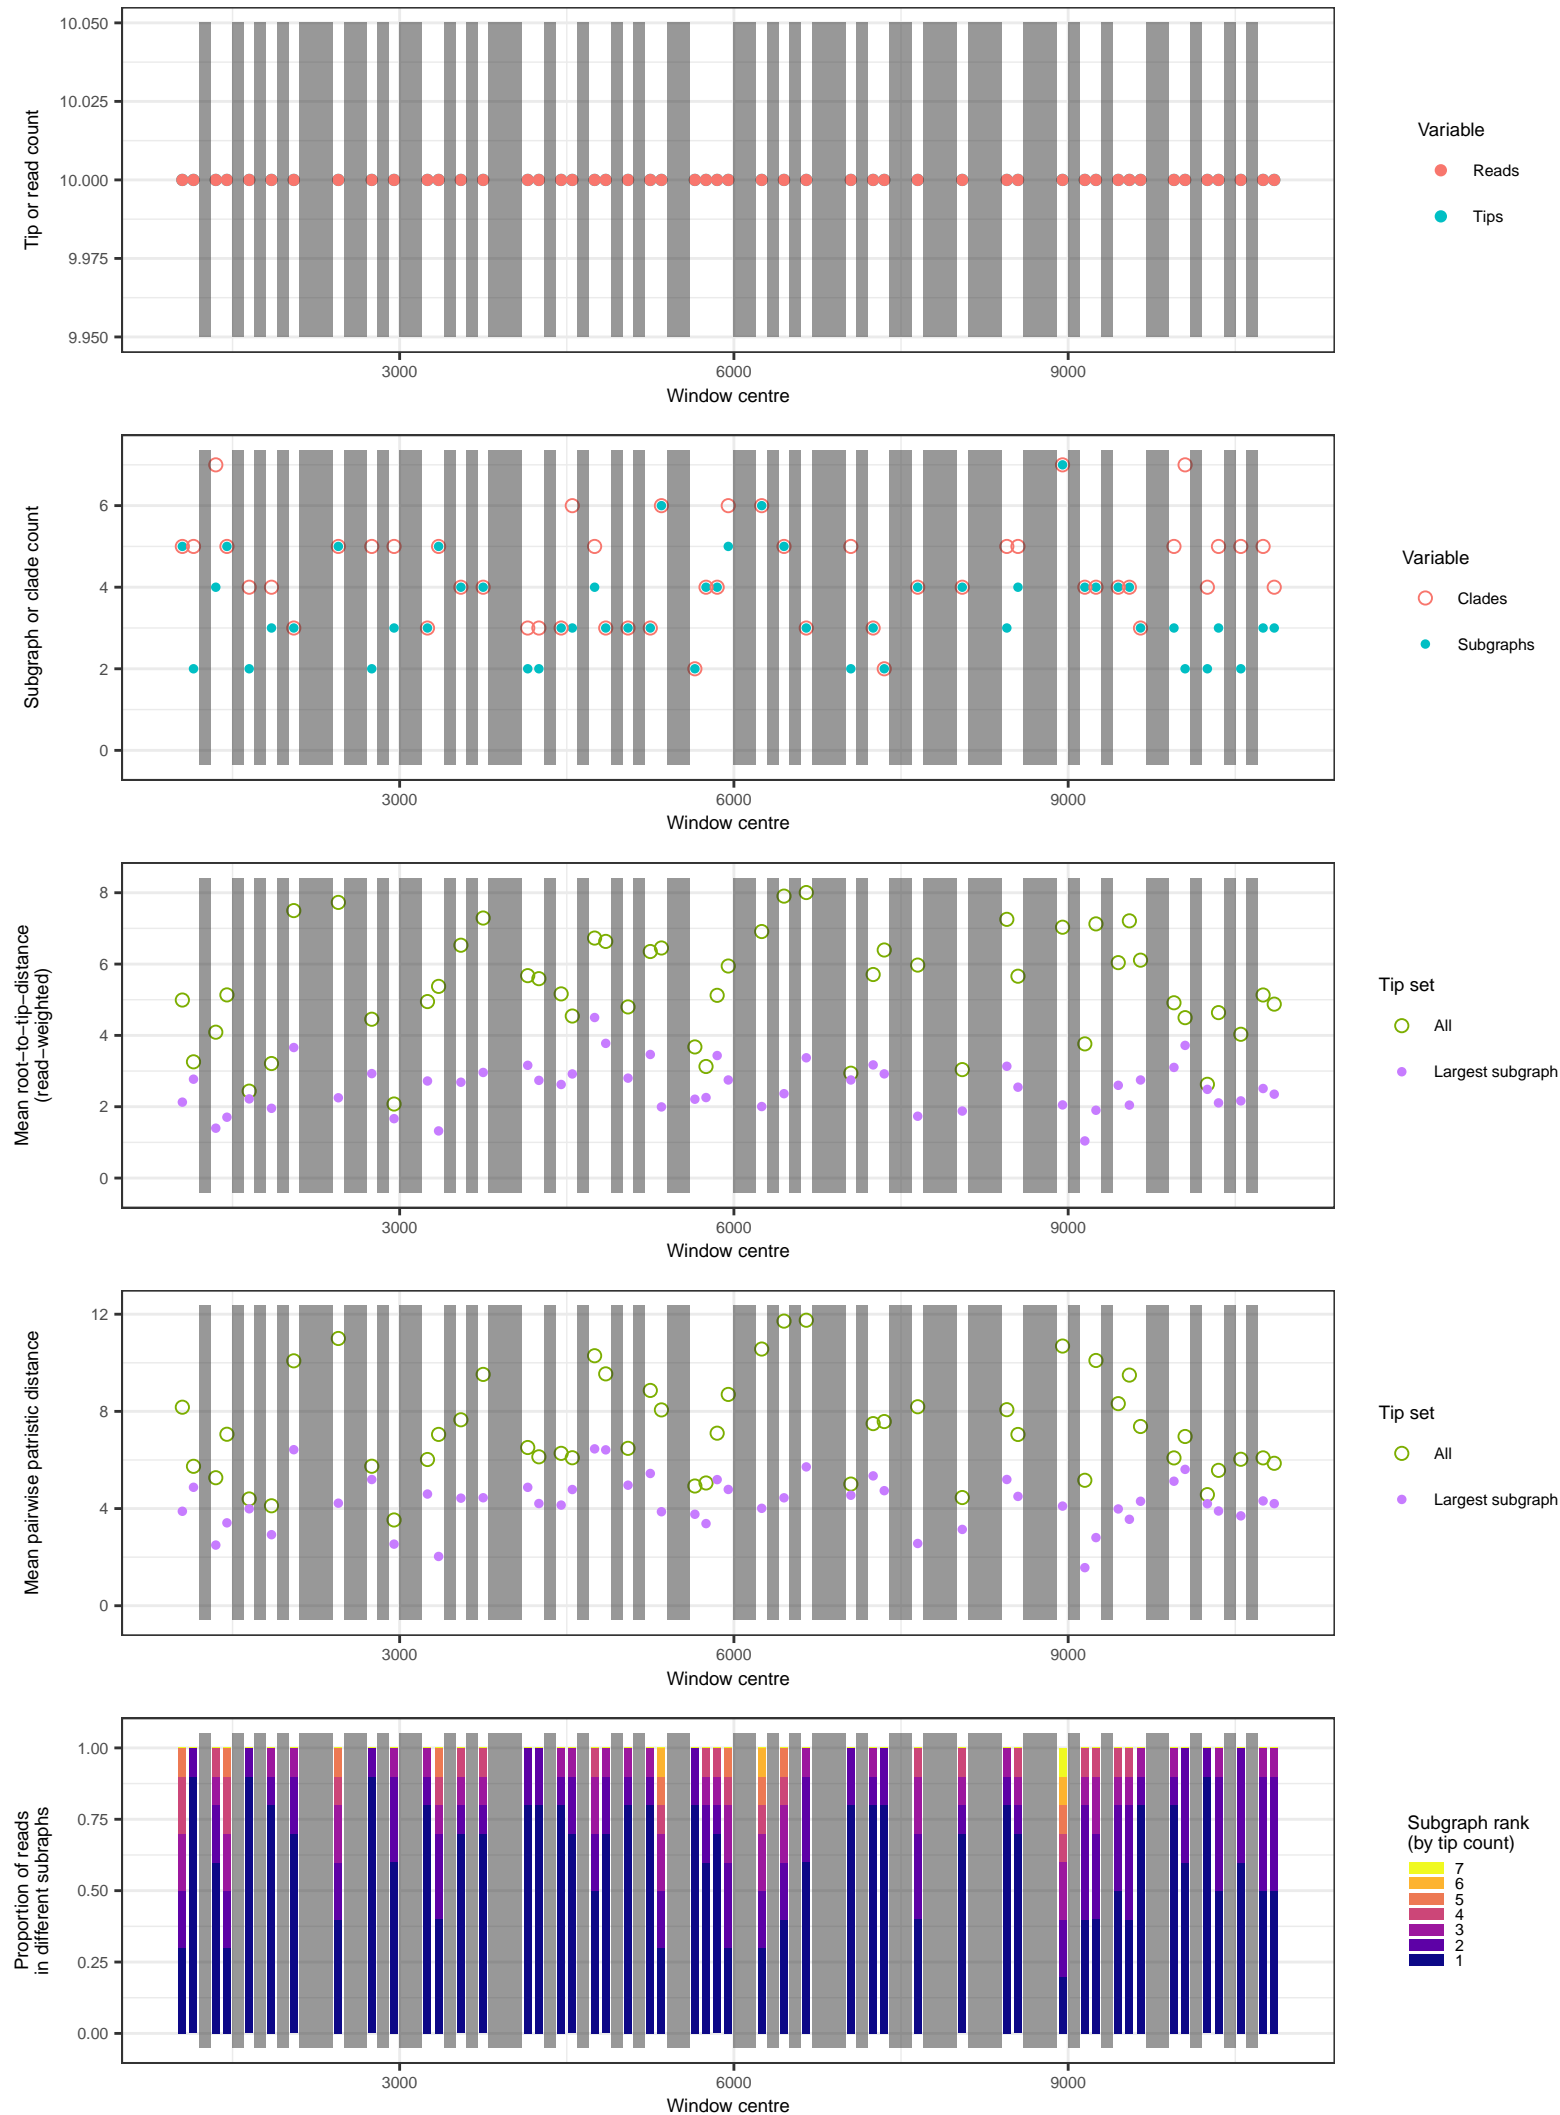 10.050
10.025
10.000
9.975
9.950
Tip or read count
3000 6000 9000
Window centre
Variable
Reads
Tips
6
4
2
0
Subgraph or clade count
3000 6000 9000
Window centre
Variable
Clades
Subgraphs
8
6
4
2
0
Mean root−to−tip−distance
(read−weighted)
3000 6000 9000
Window centre
Tip set
All
Largest subgraph
12
8
4
0
Mean pairwise patristic distance
3000 6000 9000
Window centre
Tip set
All
Largest subgraph
1.00
0.75
0.50
0.25
0.00
Proportion of reads
in different subraphs
3000 6000 9000
Window centre
Subgraph rank
(by tip count)
7
6
5
4
3
2
1